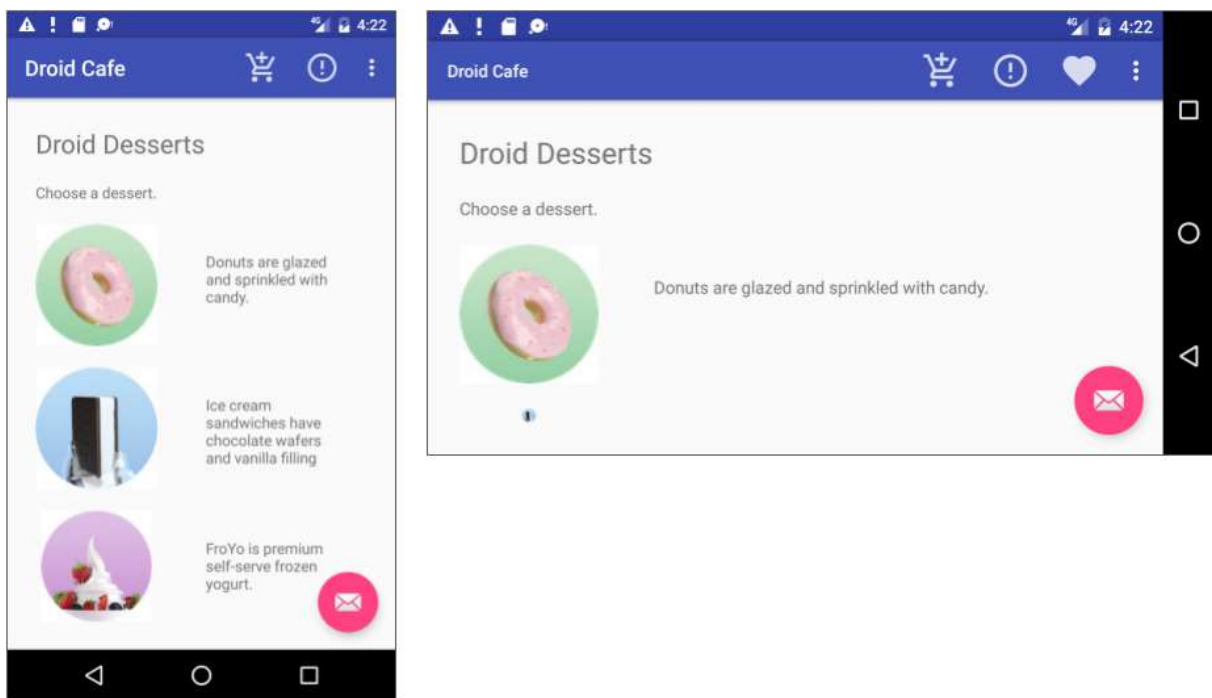 4G 4:22
Droid Cafe
Droid Desserts
Choose a dessert.
Donuts are glazed
and sprinkled with
candy.
Ice cream
sandwiches have
chocolate wafers
and vanilla filling
FroYo is premium
self-serve frozen
yogurt.
4G 4:22
Droid Cafe
Droid Desserts
Choose a dessert.
Donuts are glazed and sprinkled with candy.